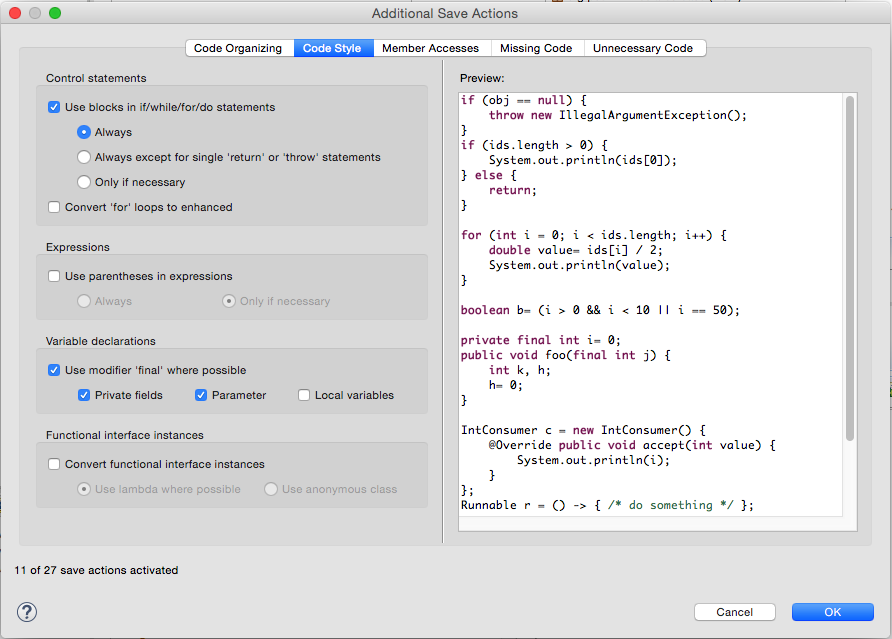 Additional Save Actions
Code Organizing Code Style Member Accesses Missing Code Unnecessary Code
Control statements
Use blocks in if/while/for/do statements
Always
Always except for single 'return' or 'throw' statements
Only if necessary
Convert 'for' loops to enhanced
Expressions
Use parentheses in expressions
Always Only if necessary
Variable declarations
Use modifier 'final' where possible
Private fields Parameter Local variables
Functional interface instances
Convert functional interface instances
Use lambda where possible Use anonymous class
Preview:
if (obj == null) {
    throw new IllegalArgumentException();
}
if (ids.length > 0) {
    System.out.println(ids[0]);
} else {
    return;
}
for (int i = 0; i < ids.length; i++) {
    double value= ids[i] / 2;
    System.out.println(value);
}
boolean b= (i > 0 && i < 10 || i == 50);
private final int i= 0;
public void foo(final int j) {
    int k, h;
    h= 0;
}
IntConsumer c = new IntConsumer() {
    @Override public void accept(int value) {
        System.out.println(i);
    }
};
Runnable r = () -> { /* do something */ };
11 of 27 save actions activated
? Cancel OK